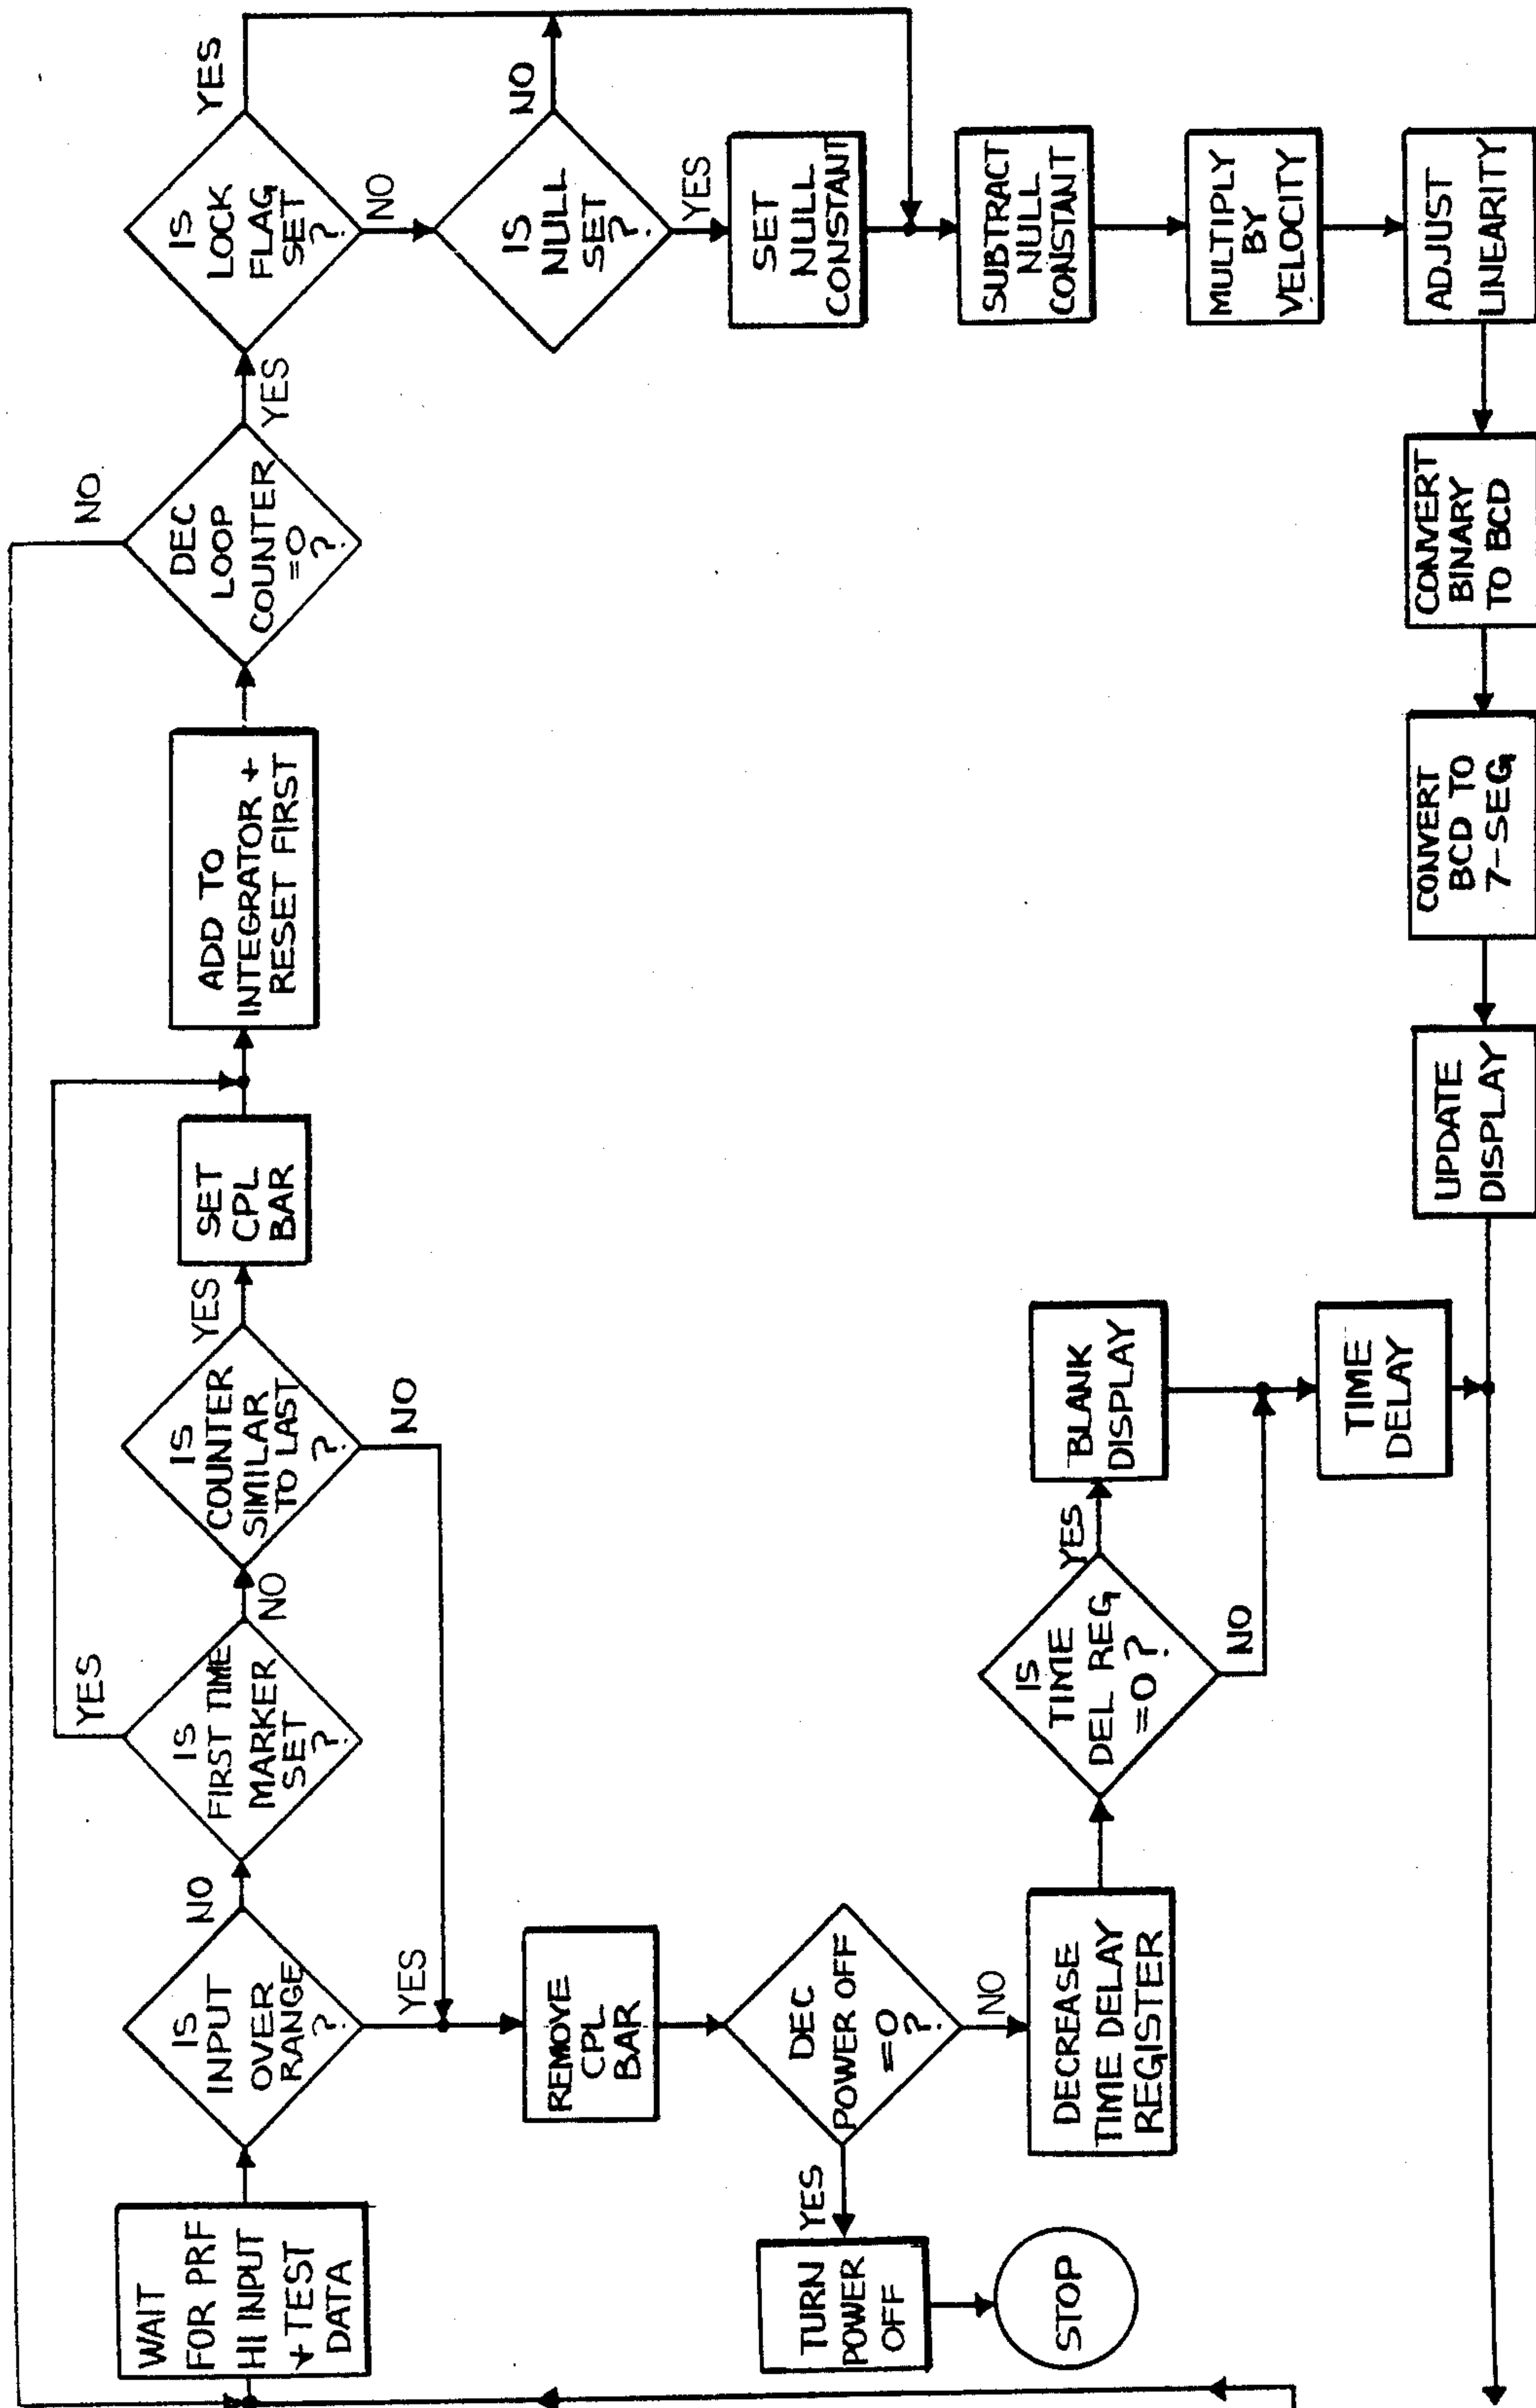 WAIT
FOR PRF
HI INPUT
+ TEST
DATA
IS
INPUT
OVER
RANGE
?
NO
YES
IS
FIRST TIME
MARKER
SET
?
YES
NO
IS
COUNTER
SIMILAR
TO LAST
?
YES
NO
SET
CPL
BAR
ADD TO
INTEGRATOR +
RESET FIRST
DEC
LOOP
COUNTER
=0
?
NO
YES
IS
LOCK
FLAG
SET
?
YES
NO
IS
NULL
SET
?
NO
YES
SET
NULL
CONSTANT
SUBTRACT
NULL
CONSTANT
MULTIPLY
BY
VELOCITY
ADJUST
LINEARITY
CONVERT
BINARY
TO BCD
CONVERT
BCD TO
7-SEG
UPDATE
DISPLAY
REMOVE
CPL
BAR
DEC
POWER OFF
=0
?
YES
NO
TURN
POWER
OFF
STOP
DECREASE
TIME DELAY
REGISTER
IS
TIME
DEL REG
=0 ?
YES
NO
BLANK
DISPLAY
TIME
DELAY